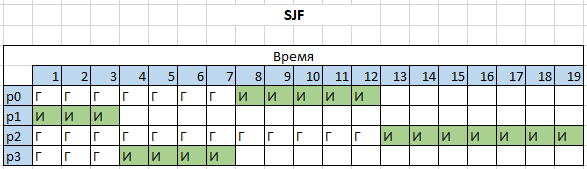 SJF
Время
1 2 3 4 5 6 7 8 9 10 11 12 13 14 15 16 17 18 19
p0 Г Г Г Г Г Г Г И И И И И
p1 И И И
p2 Г Г Г Г Г Г Г Г Г Г Г Г И И И И И И И
p3 Г Г Г И И И И